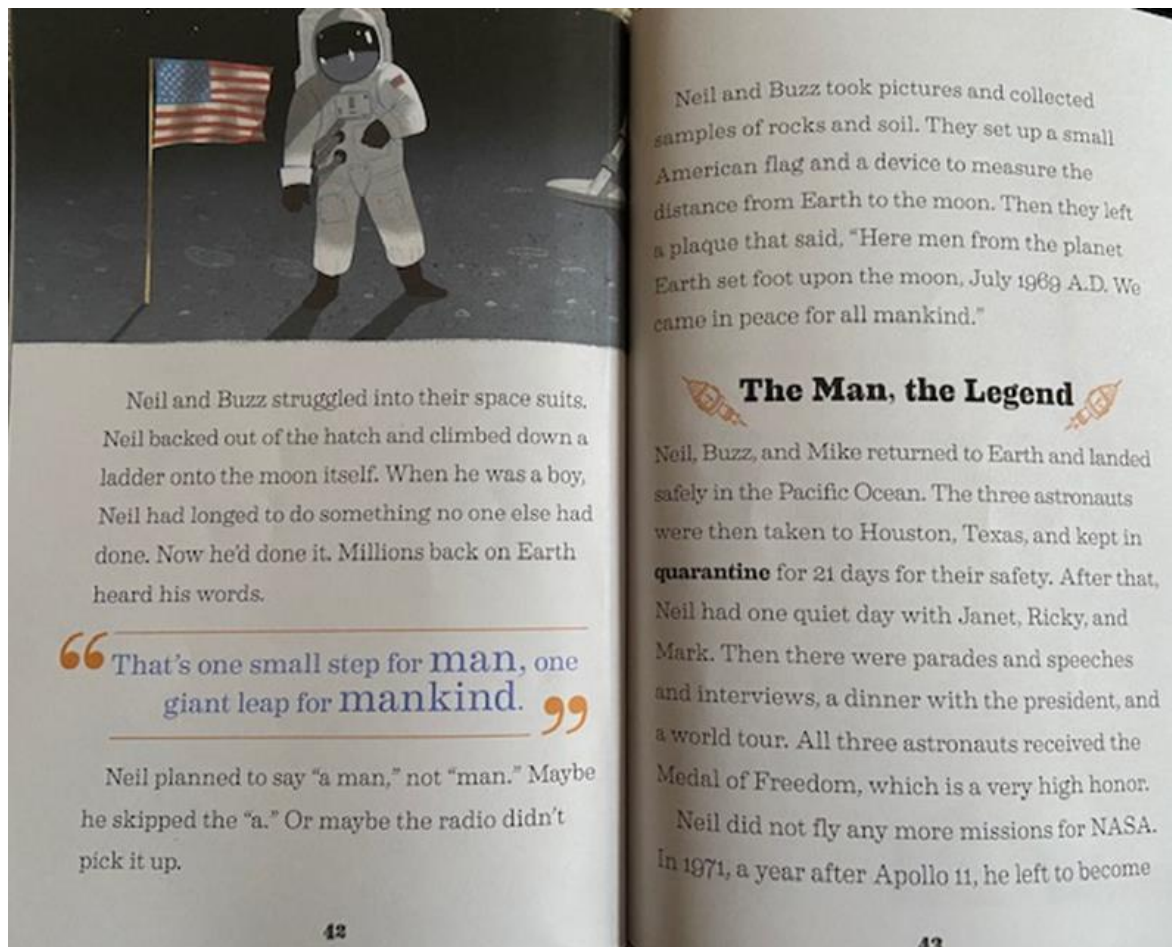 Neil and Buzz struggled into their space suits.
Neil backed out of the hatch and climbed down a
ladder onto the moon itself. When he was a boy,
Neil had longed to do something no one else had
done. Now he'd done it. Millions back on Earth
heard his words.
“That's one small step for man, one
giant leap for mankind.”
Neil planned to say “a man,” not “man.” Maybe
he skipped the “a.” Or maybe the radio didn't
pick it up.
42
Neil and Buzz took pictures and collected
samples of rocks and soil. They set up a small
American flag and a device to measure the
distance from Earth to the moon. Then they left
a plaque that said, “Here men from the planet
Earth set foot upon the moon, July 1969 A.D. We
came in peace for all mankind.”
The Man, the Legend
Neil, Buzz, and Mike returned to Earth and landed
safely in the Pacific Ocean. The three astronauts
were then taken to Houston, Texas, and kept in
quarantine for 21 days for their safety. After that,
Neil had one quiet day with Janet, Ricky, and
Mark. Then there were parades and speeches
and interviews, a dinner with the president, and
a world tour. All three astronauts received the
Medal of Freedom, which is a very high honor.
Neil did not fly any more missions for NASA.
In 1971, a year after Apollo 11, he left to become
43